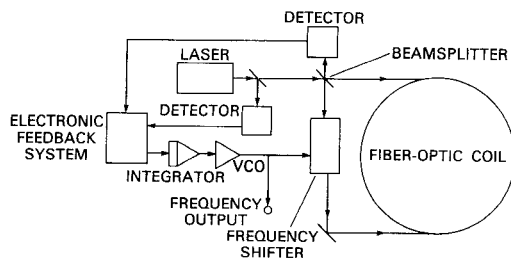 DETECTOR
LASER
BEAMSPLITTER
DETECTOR
ELECTRONIC
FEEDBACK
SYSTEM
FIBER-OPTIC COIL
VCO
INTEGRATOR
FREQUENCY
OUTPUT
FREQUENCY
SHIFTER